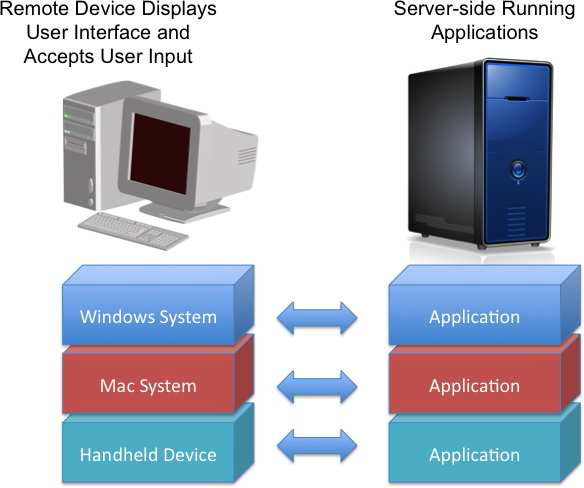 Remote Device Displays
User Interface and
Accepts User Input
Server-side Running
Applications
Windows System
Application
Mac System
Application
Handheld Device
Application